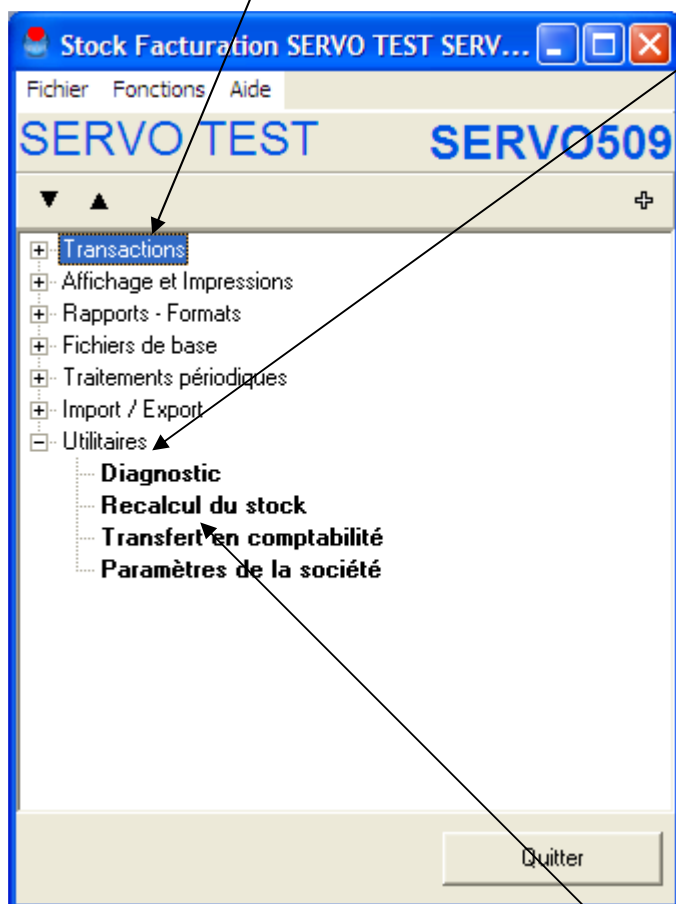 Stock Facturation SERVO TEST SERV...
Fichier Fonctions Aide
SERVO TEST SERVO509
Transactions
Affichage et Impressions
Rapports - Formats
Fichiers de base
Traitements périodiques
Import / Export
Utilitaires
Diagnostic
Recalcul du stock
Transfert en comptabilité
Paramètres de la société
Quitter